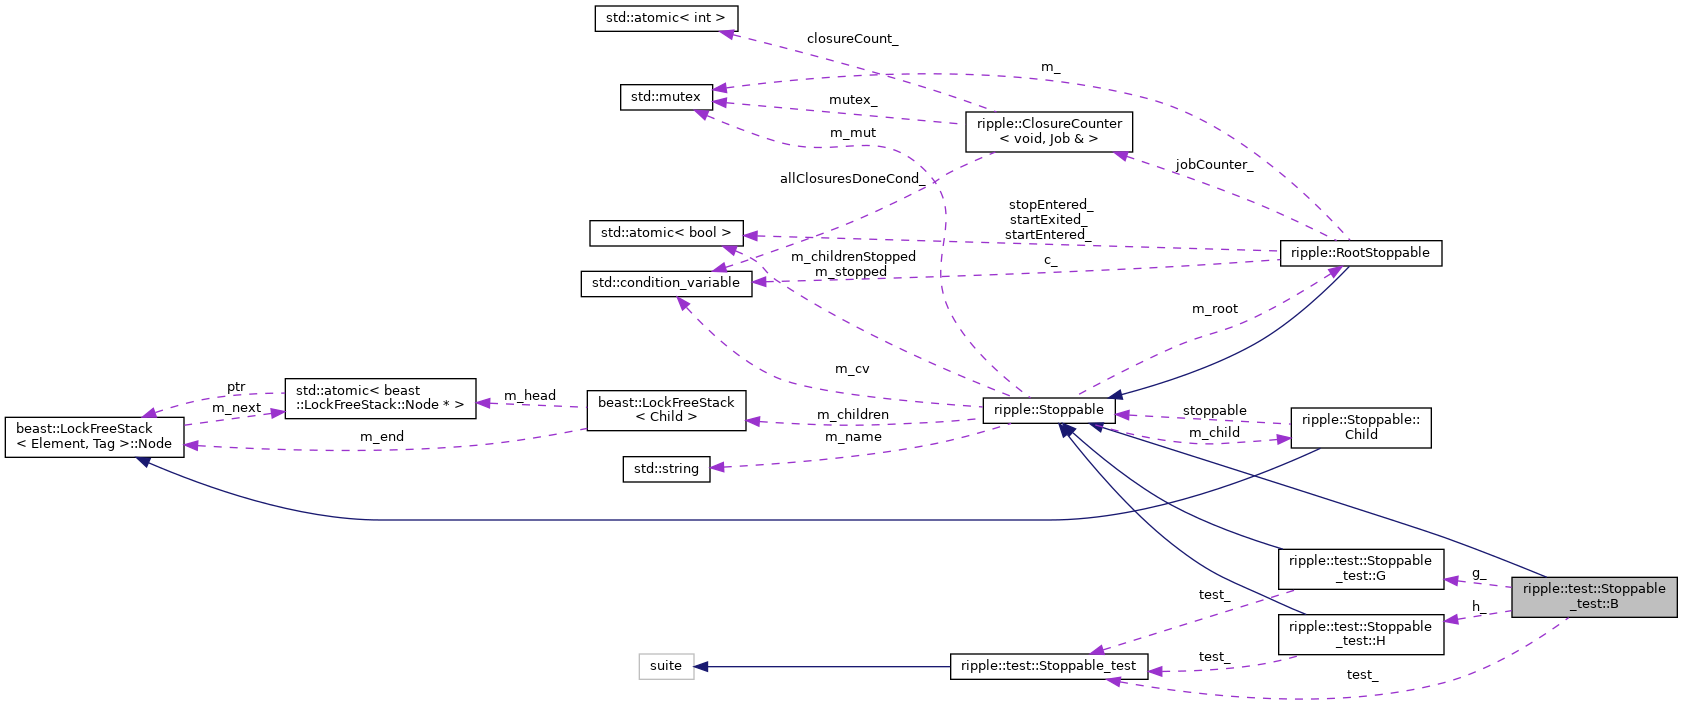 std::atomic< int >
closureCount_
m_
std::mutex
mutex_
ripple::ClosureCounter
< void, Job & >
m_mut
jobCounter_
allClosuresDoneCond_
stopEntered_
startExited_
startEntered_
std::atomic< bool >
ripple::RootStoppable
m_childrenStopped
m_stopped
c_
std::condition_variable
m_root
m_cv
ptr
std::atomic< beast
::LockFreeStack::Node * >
m_head
beast::LockFreeStack
< Child >
m_next
m_children
ripple::Stoppable
stoppable
ripple::Stoppable::
Child
beast::LockFreeStack
< Element, Tag >::Node
m_end
m_name
m_child
std::string
ripple::test::Stoppable
_test::G
g_
ripple::test::Stoppable
_test::B
test_
h_
ripple::test::Stoppable
_test::H
suite
ripple::test::Stoppable_test
test_
test_